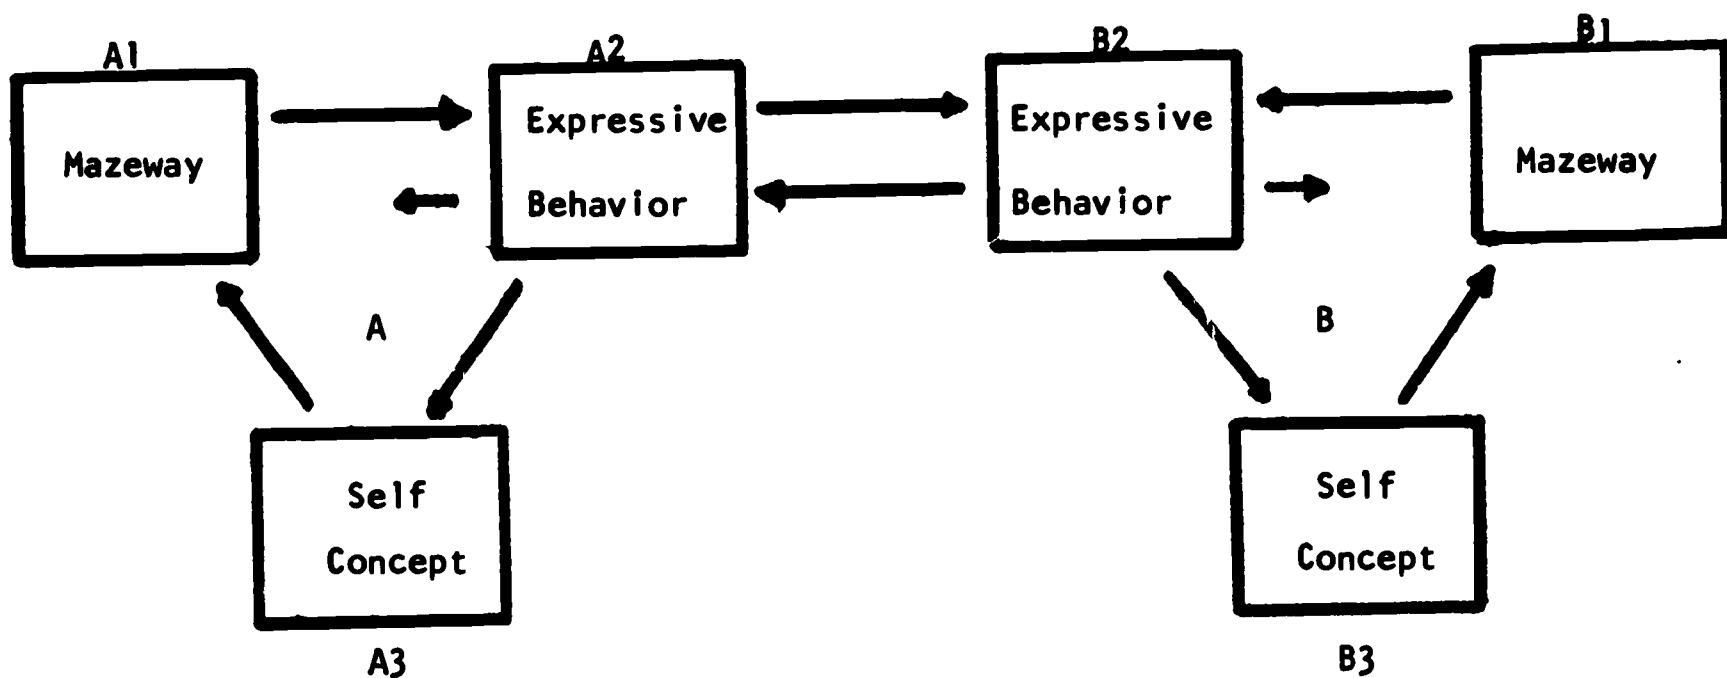 A1
A2
B2
B1
Mazeway
Expressive
Behavior
Expressive
Behavior
Mazeway
A
B
Self
Concept
Self
Concept
A3
B3